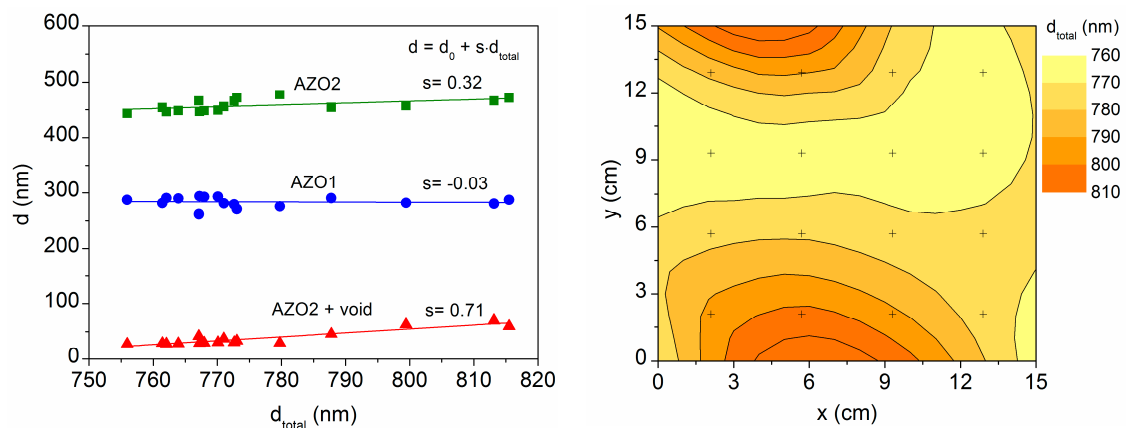 600
500
400
300
200
100
0
d (nm)
d = d0 + s·dtotal
AZO2
s= 0.32
AZO1
s= -0.03
AZO2 + void
s= 0.71
750 760 770 780 790 800 810 820
dtotal (nm)
15
12
9
6
3
0
y (cm)
0 3 6 9 12 15
x (cm)
dtotal (nm)
760
770
780
790
800
810